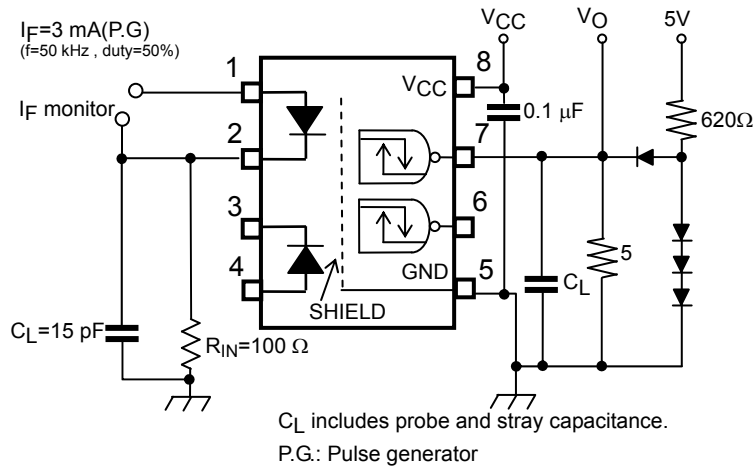 IF=3 mA(P.G)
(f=50 kHz , duty=50%)
IF monitor
1
2
3
4
CL=15 pF
RIN=100 Ω
SHIELD
VCC
8
7
6
GND
5
VCC
0.1 μF
VO
5V
620Ω
5
CL
CL includes probe and stray capacitance.
P.G.: Pulse generator